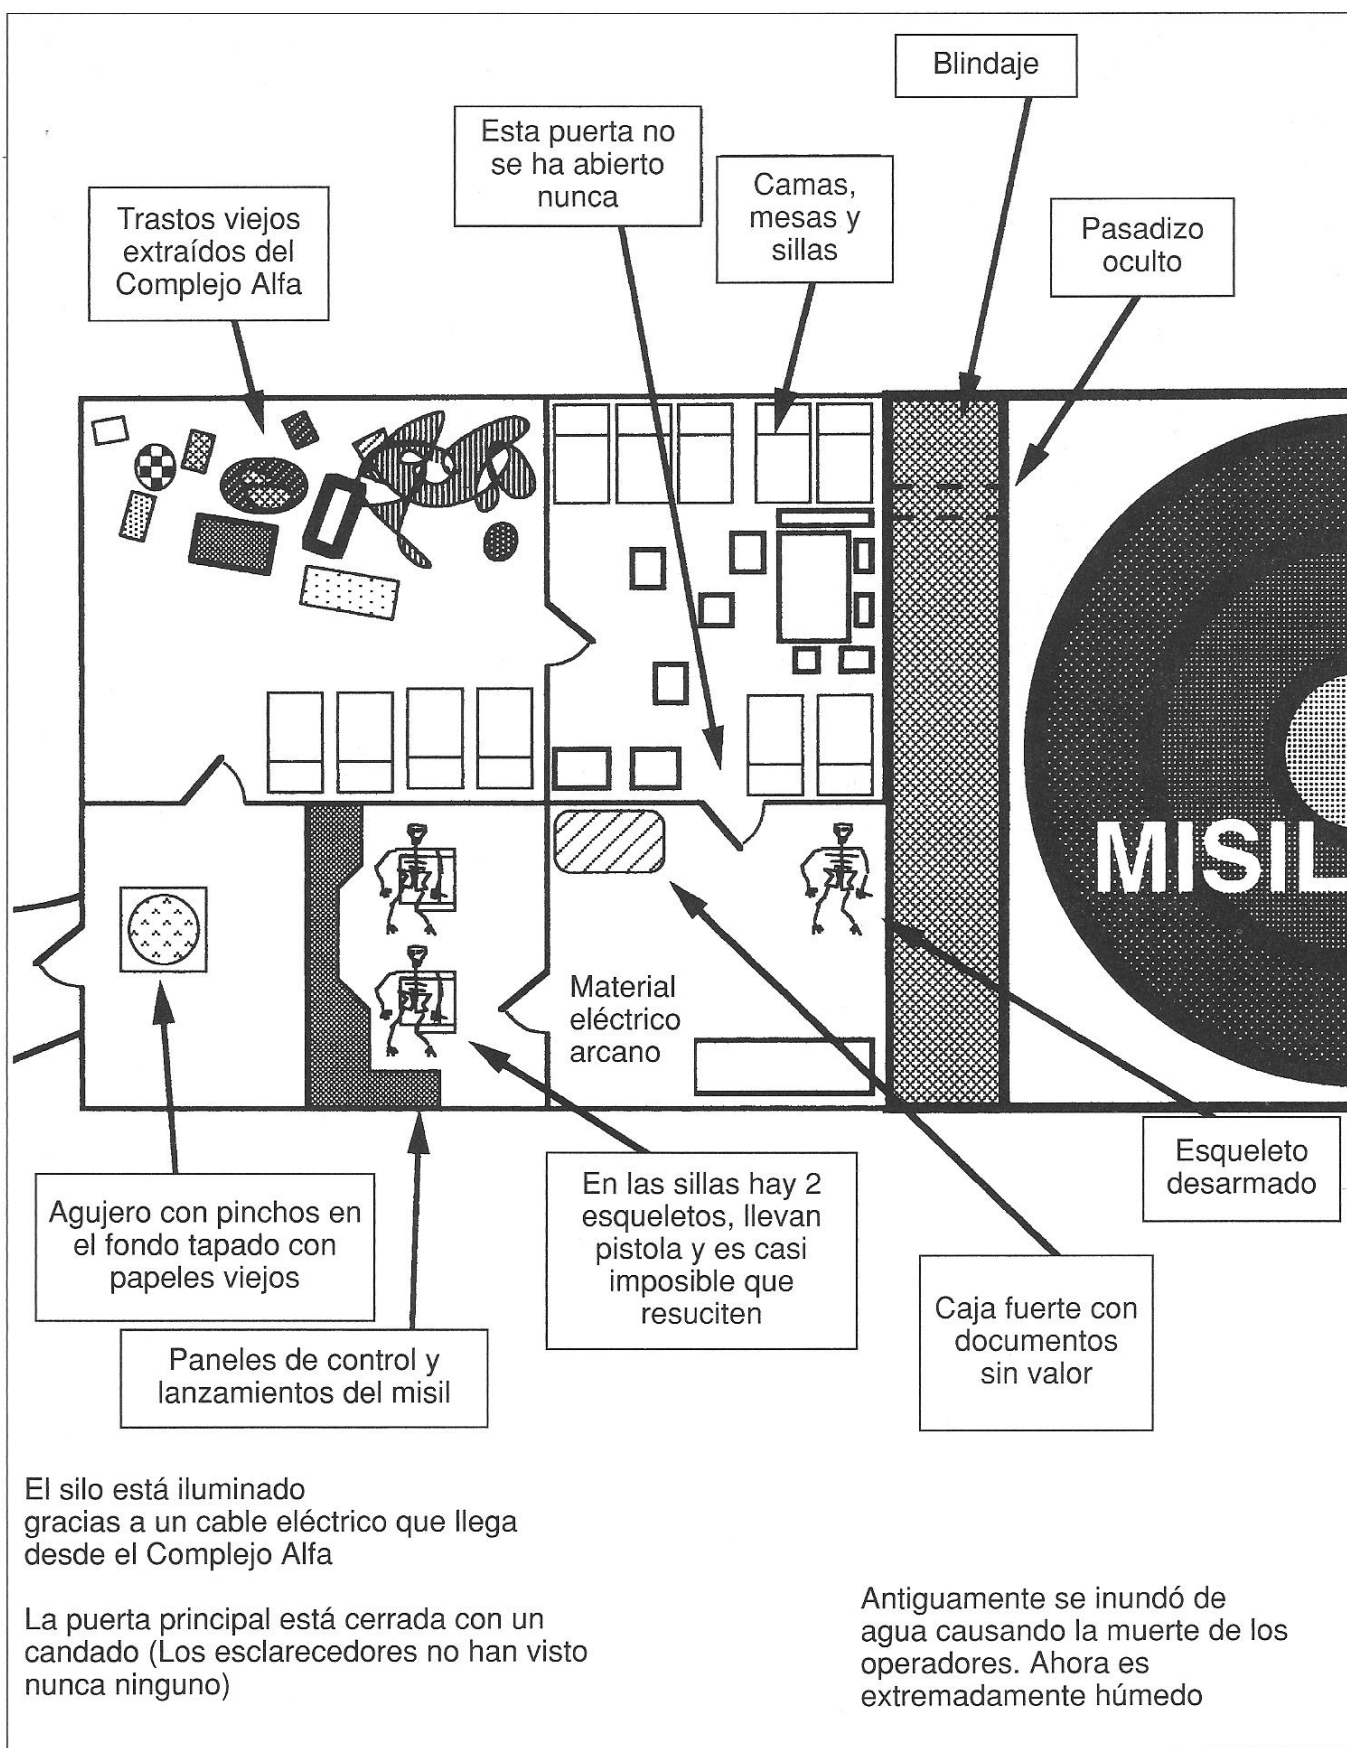 Blindaje
Esta puerta no
se ha abierto
nunca
Camas,
mesas y
sillas
Trastos viejos
extraídos del
Complejo Alfa
Pasadizo
oculto
MISIL
Material
eléctrico
arcano
Esqueleto
desarmado
Agujero con pinchos en
el fondo tapado con
papeles viejos
En las sillas hay 2
esqueletos, llevan
pistola y es casi
imposible que
resuciten
Caja fuerte con
documentos
sin valor
Paneles de control y
lanzamientos del misil
El silo está iluminado
gracias a un cable eléctrico que llega
desde el Complejo Alfa
La puerta principal está cerrada con un
candado (Los esclarecedores no han visto
nunca ninguno)
Antiguamente se inundó de
agua causando la muerte de los
operadores. Ahora es
extremadamente húmedo